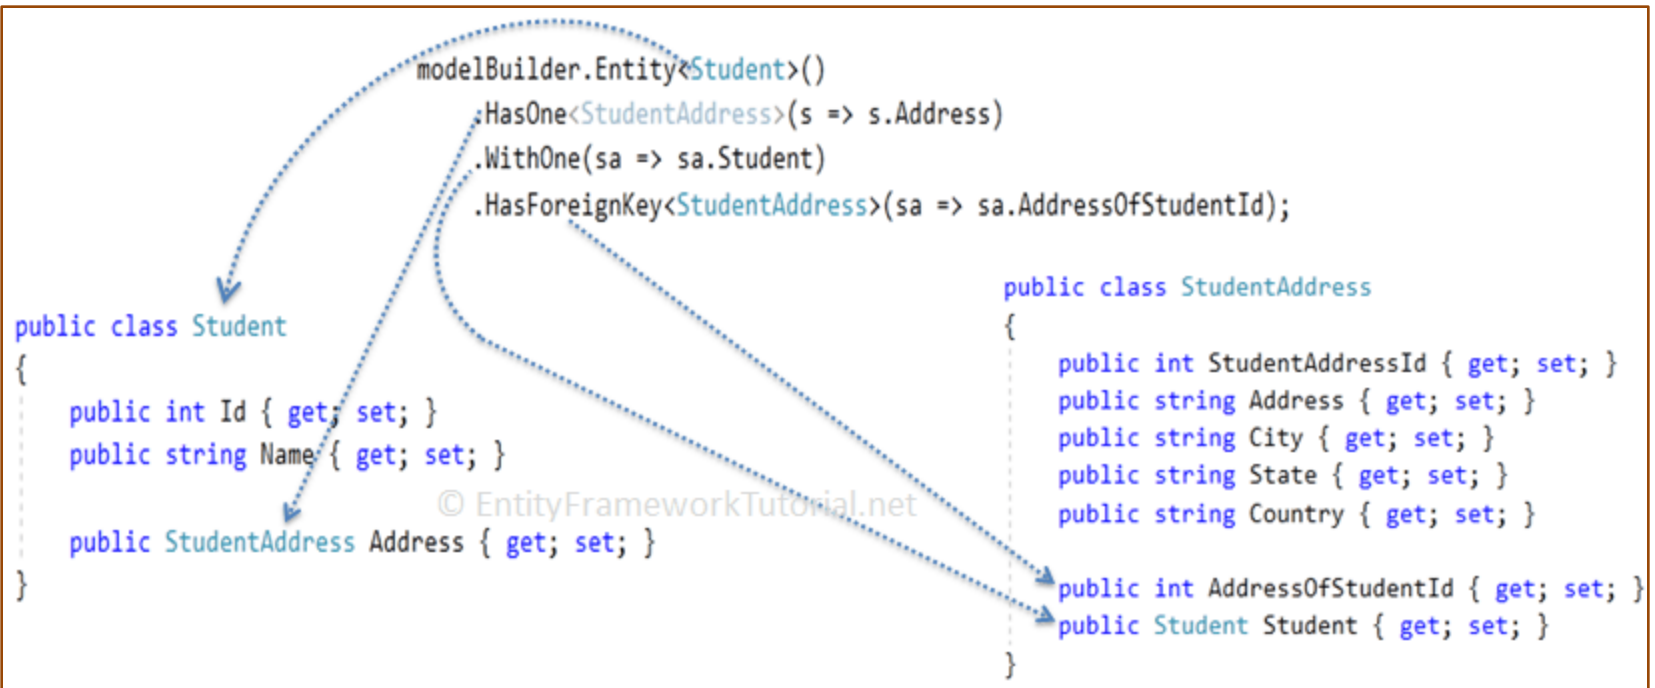 modelBuilder.Entity<Student>()
.HasOne<StudentAddress>(s => s.Address)
.WithOne(sa => sa.Student)
.HasForeignKey<StudentAddress>(sa => sa.AddressOfStudentId);
public class Student
{
public int Id { get; set; }
public string Name { get; set; }
public StudentAddress Address { get; set; }
}
© EntityFrameworkTutorial.net
public class StudentAddress
{
public int StudentAddressId { get; set; }
public string Address { get; set; }
public string City { get; set; }
public string State { get; set; }
public string Country { get; set; }
public int AddressOfStudentId { get; set; }
public Student Student { get; set; }
}